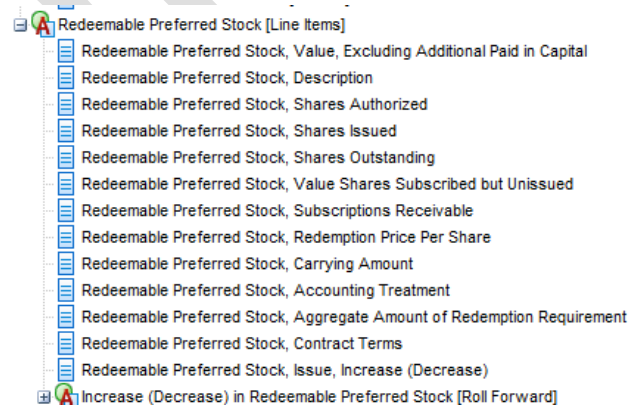 Redeemable Preferred Stock [Line Items]
Redeemable Preferred Stock, Value, Excluding Additional Paid in Capital
Redeemable Preferred Stock, Description
Redeemable Preferred Stock, Shares Authorized
Redeemable Preferred Stock, Shares Issued
Redeemable Preferred Stock, Shares Outstanding
Redeemable Preferred Stock, Value Shares Subscribed but Unissued
Redeemable Preferred Stock, Subscriptions Receivable
Redeemable Preferred Stock, Redemption Price Per Share
Redeemable Preferred Stock, Carrying Amount
Redeemable Preferred Stock, Accounting Treatment
Redeemable Preferred Stock, Aggregate Amount of Redemption Requirement
Redeemable Preferred Stock, Contract Terms
Redeemable Preferred Stock, Issue, Increase (Decrease)
Increase (Decrease) in Redeemable Preferred Stock [Roll Forward]